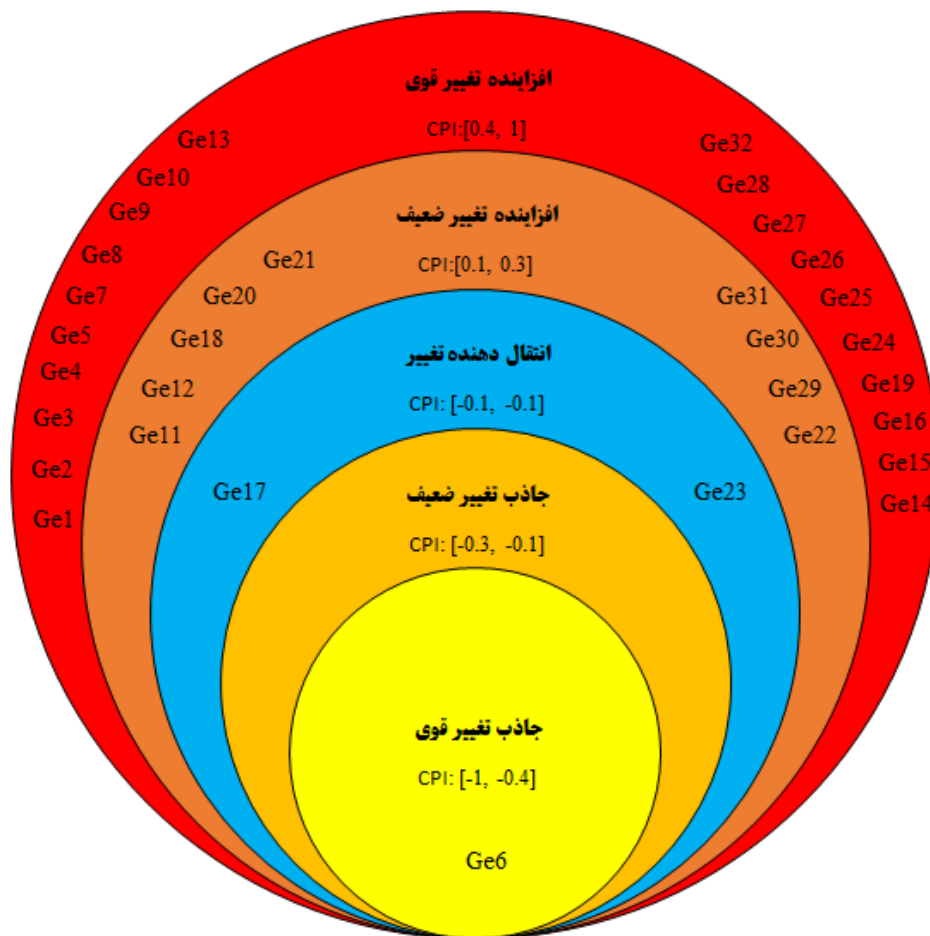 افزاینده تغییر قوی
CPI:[0.4, 1]
Ge13
Ge10
Ge9
Ge8
Ge7
Ge5
Ge4
Ge3
Ge2
Ge1
Ge32
Ge28
Ge27
Ge26
Ge25
Ge24
Ge19
Ge16
Ge15
Ge14
افزاینده تغییر ضعیف
CPI:[0.1, 0.3]
Ge21
Ge20
Ge18
Ge12
Ge11
Ge31
Ge30
Ge29
Ge22
انتقال دهنده تغییر
CPI: [-0.1, -0.1]
Ge17
Ge23
جاذب تغییر ضعیف
CPI: [-0.3, -0.1]
جاذب تغییر قوی
CPI: [-1, -0.4]
Ge6